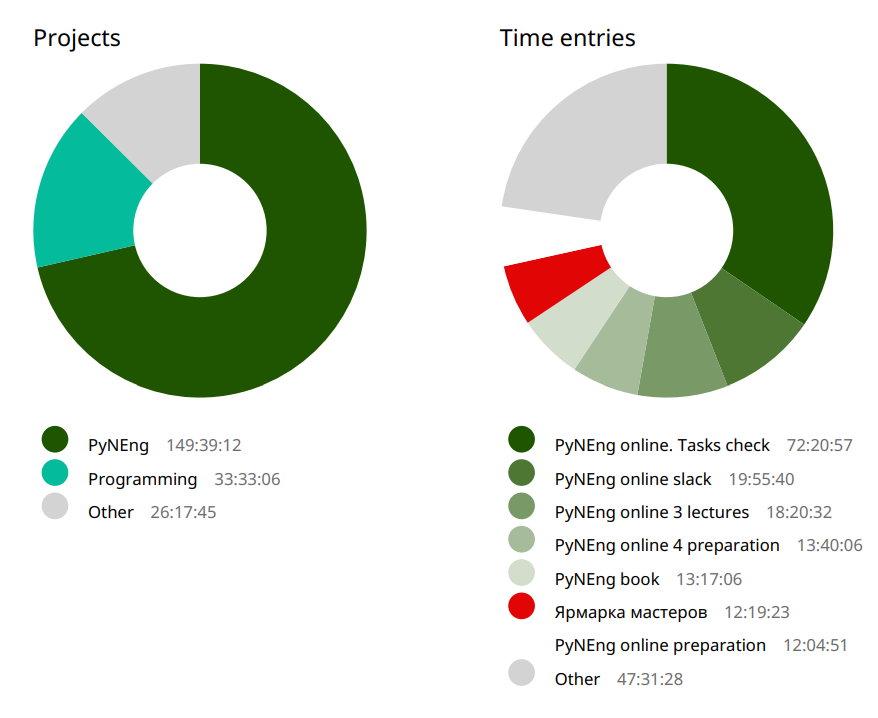 Projects
PyNEng 149:39:12
Programming 33:33:06
Other 26:17:45
Time entries
PyNEng online. Tasks check 72:20:57
PyNEng online slack 19:55:40
PyNEng online 3 lectures 18:20:32
PyNEng online 4 preparation 13:40:06
PyNEng book 13:17:06
Ярмарка мастеров 12:19:23
PyNEng online preparation 12:04:51
Other 47:31:28